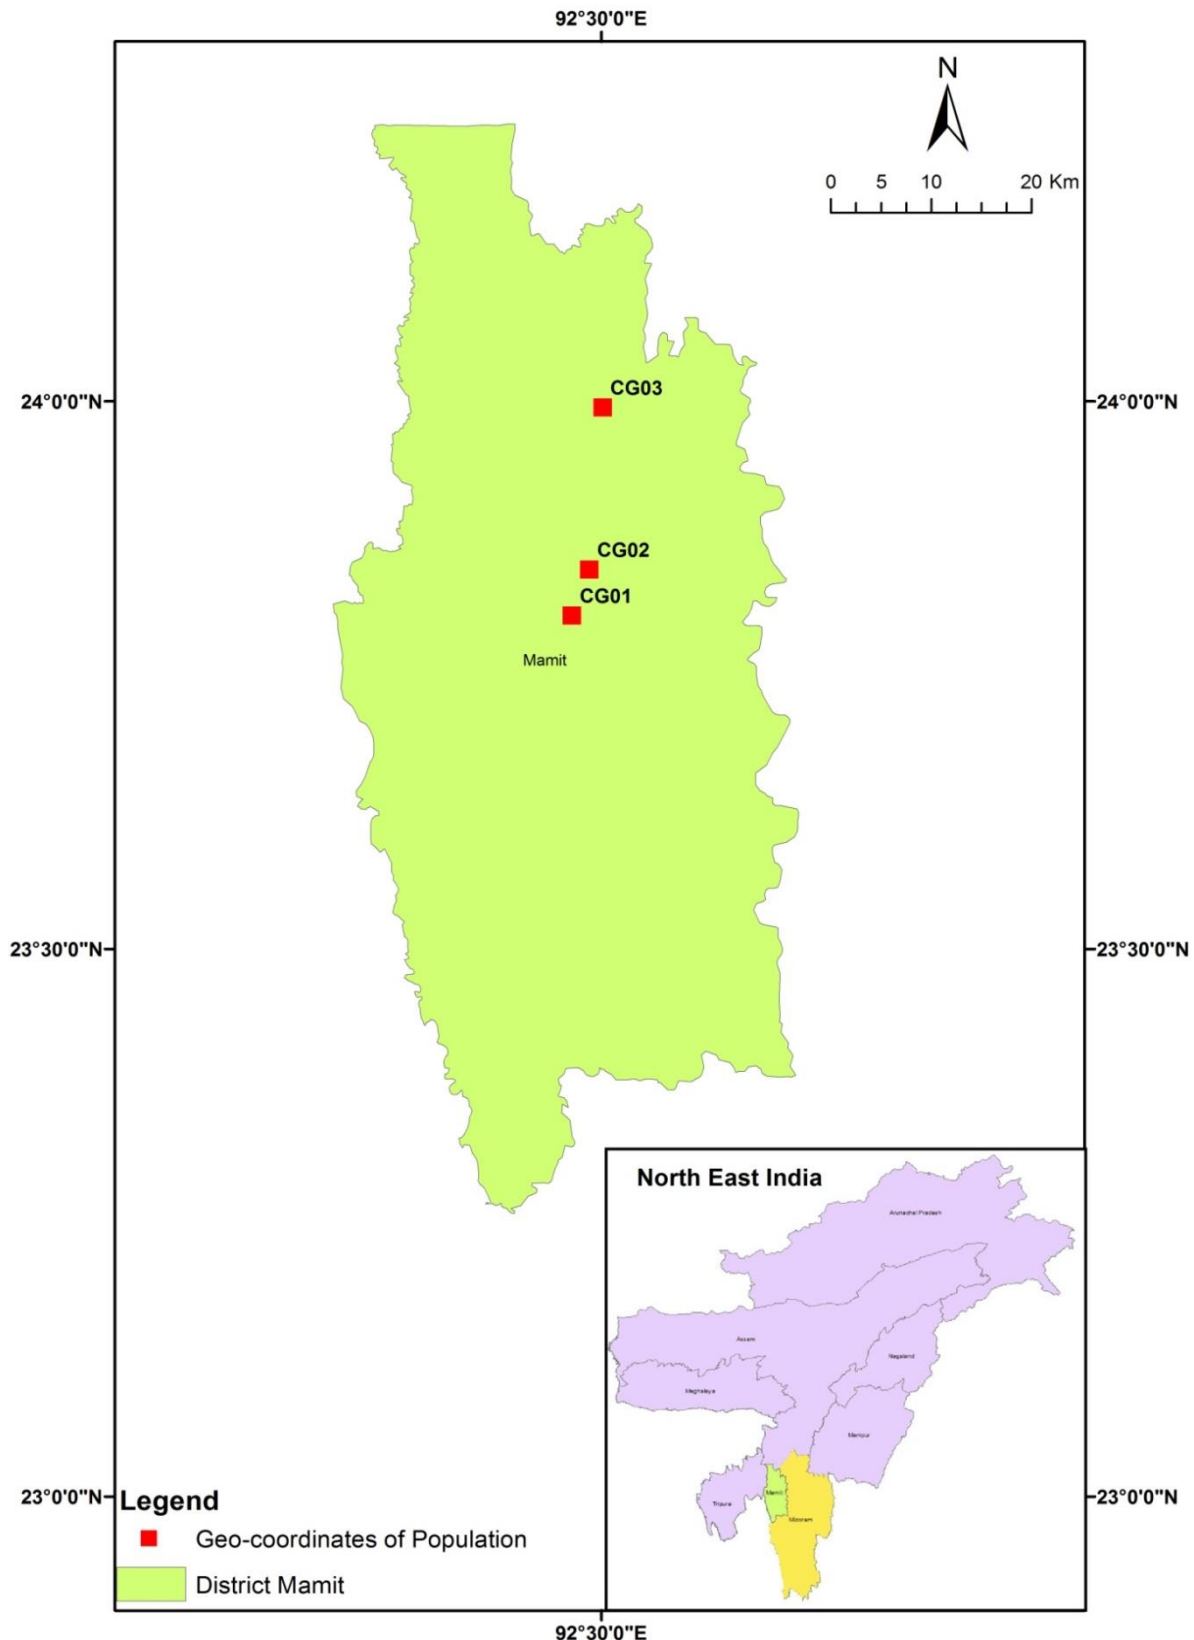 92°30'0"E
N
0 5 10 20 Km
CG03
24°0'0"N 24°0'0"N
CG02
CG01
Mamit
23°30'0"N 23°30'0"N
North East India
Arunachal Pradesh
Assam
Nagaland
Meghalaya
Manipur
Mamit
Tripura
Mizoram
23°0'0"N 23°0'0"N
Legend
Geo-coordinates of Population
District Mamit
92°30'0"E